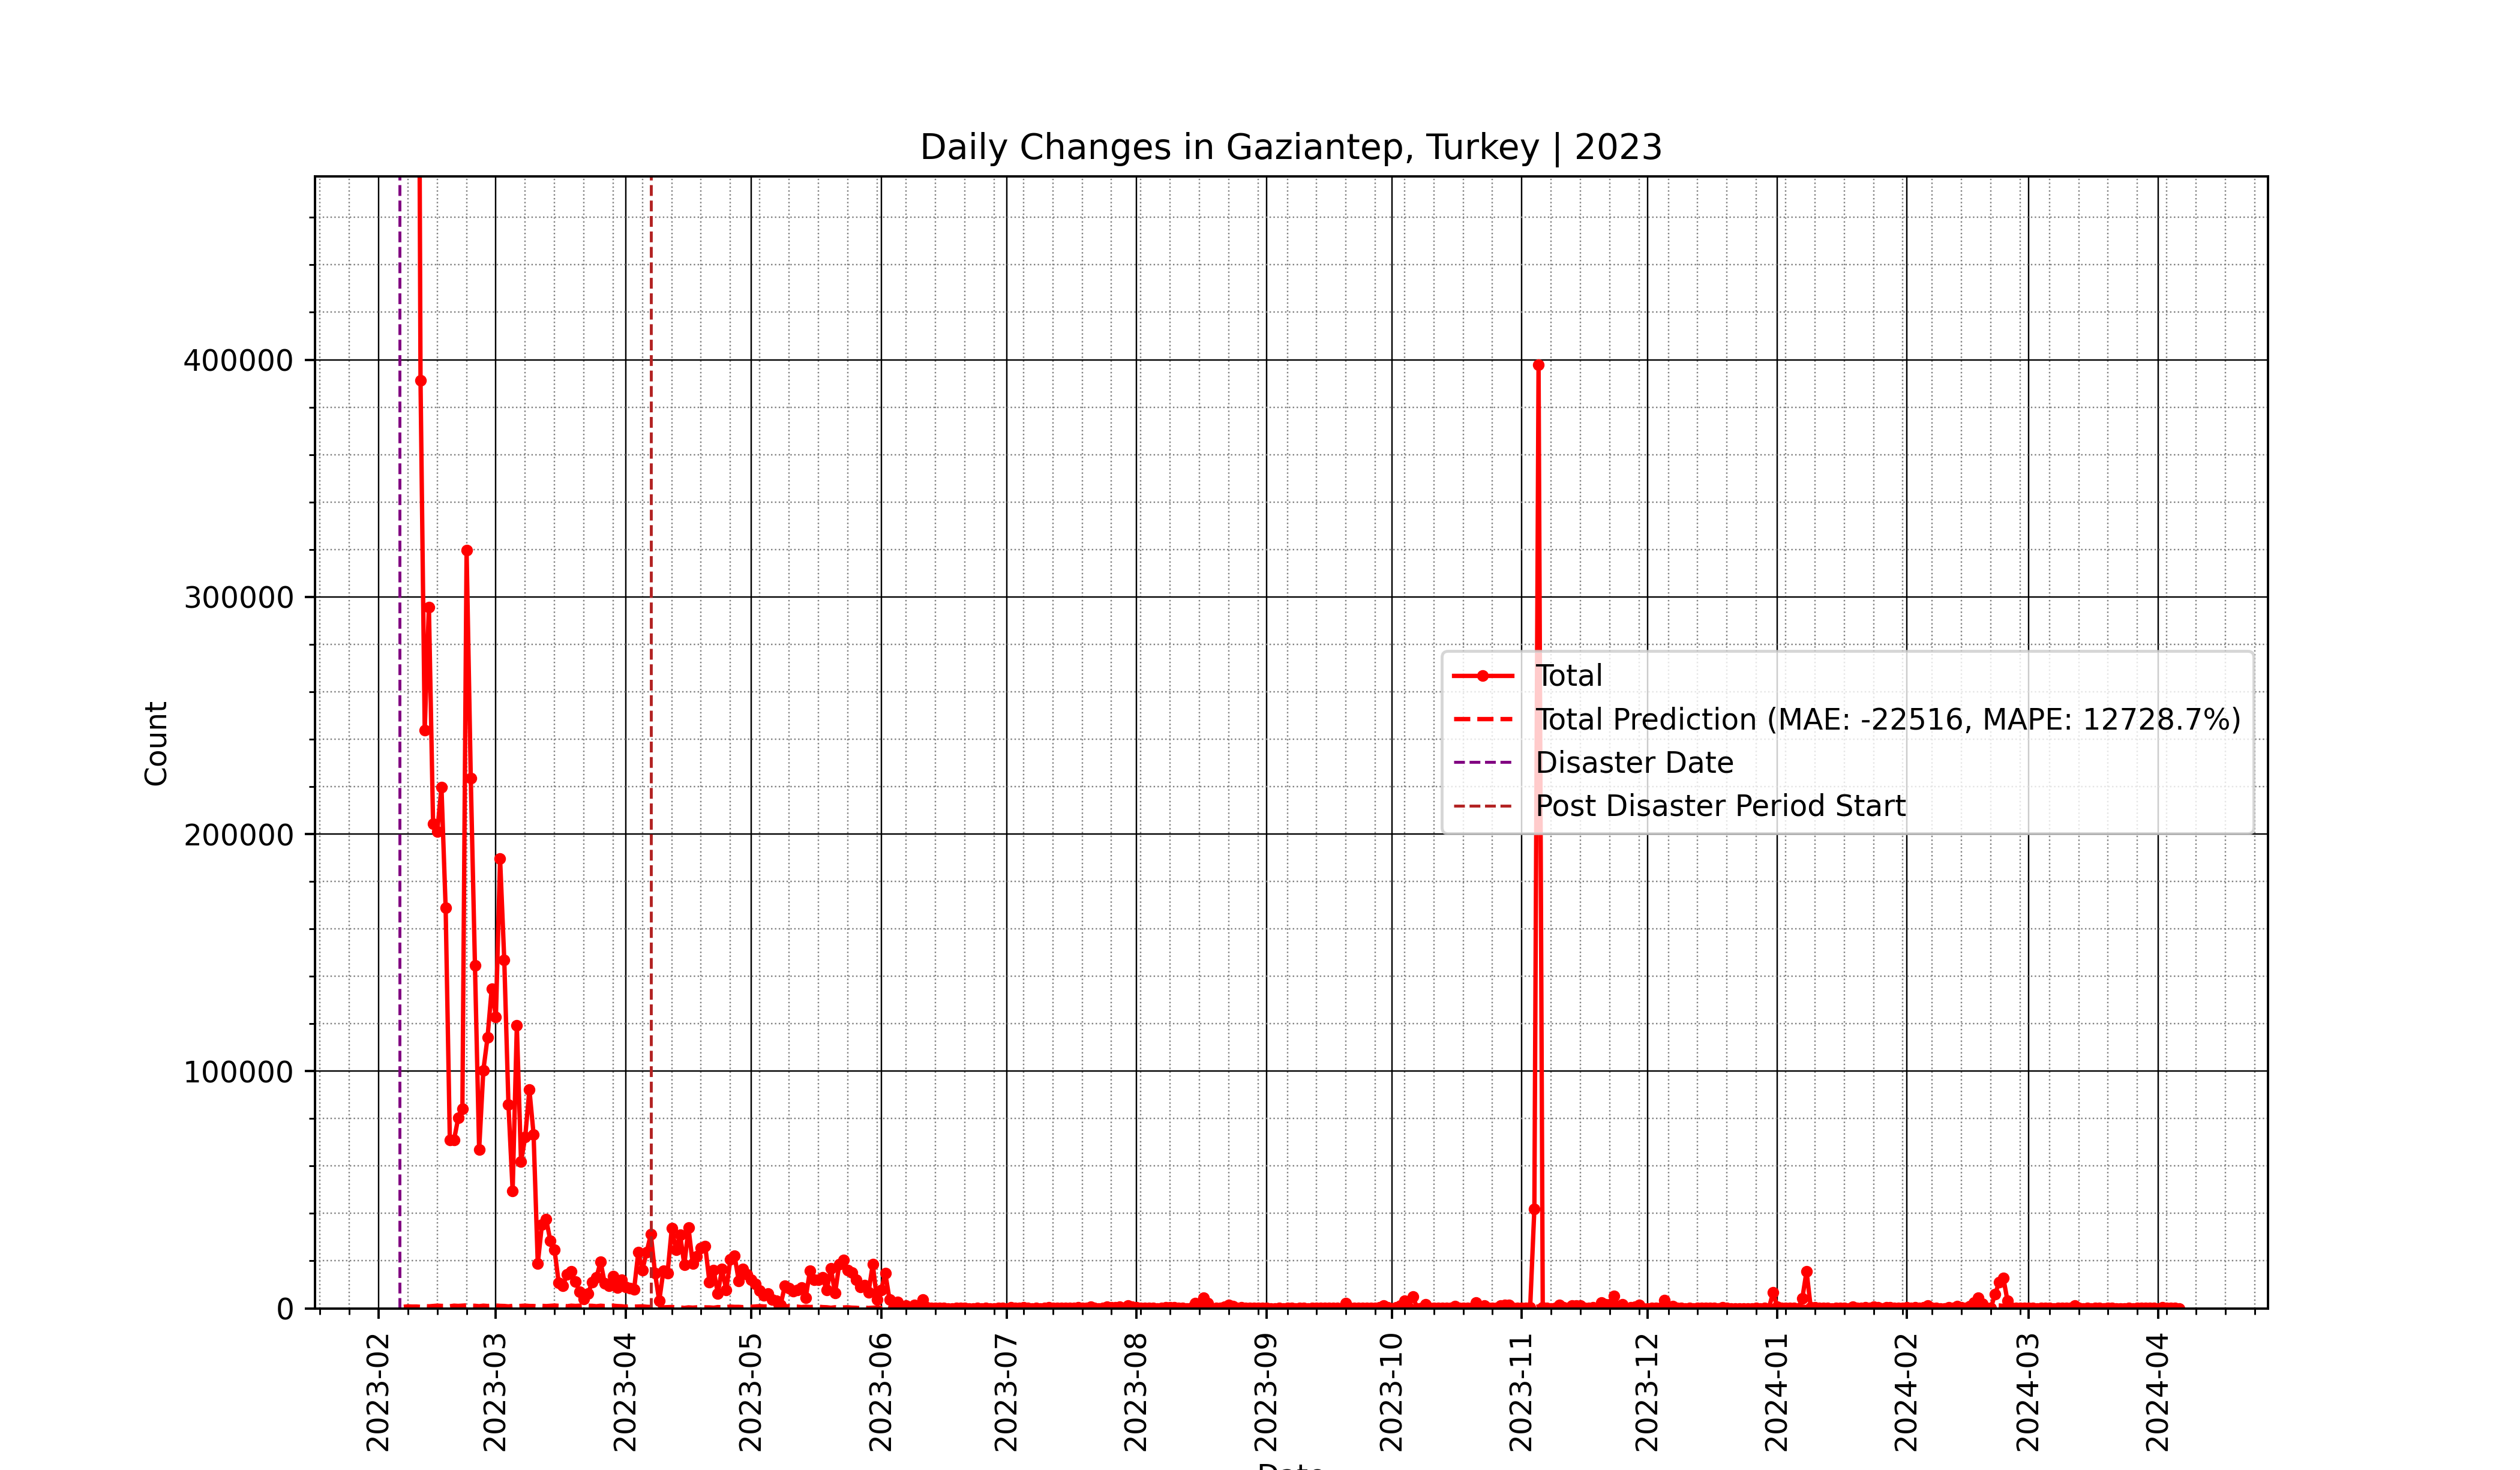 Daily Changes in Gaziantep, Turkey | 2023
Count
400000
300000
200000
100000
0
Total
Total Prediction (MAE: -22516, MAPE: 12728.7%)
Disaster Date
Post Disaster Period Start
2023-02
2023-03
2023-04
2023-05
2023-06
2023-07
2023-08
2023-09
2023-10
2023-11
2023-12
2024-01
2024-02
2024-03
2024-04
Date